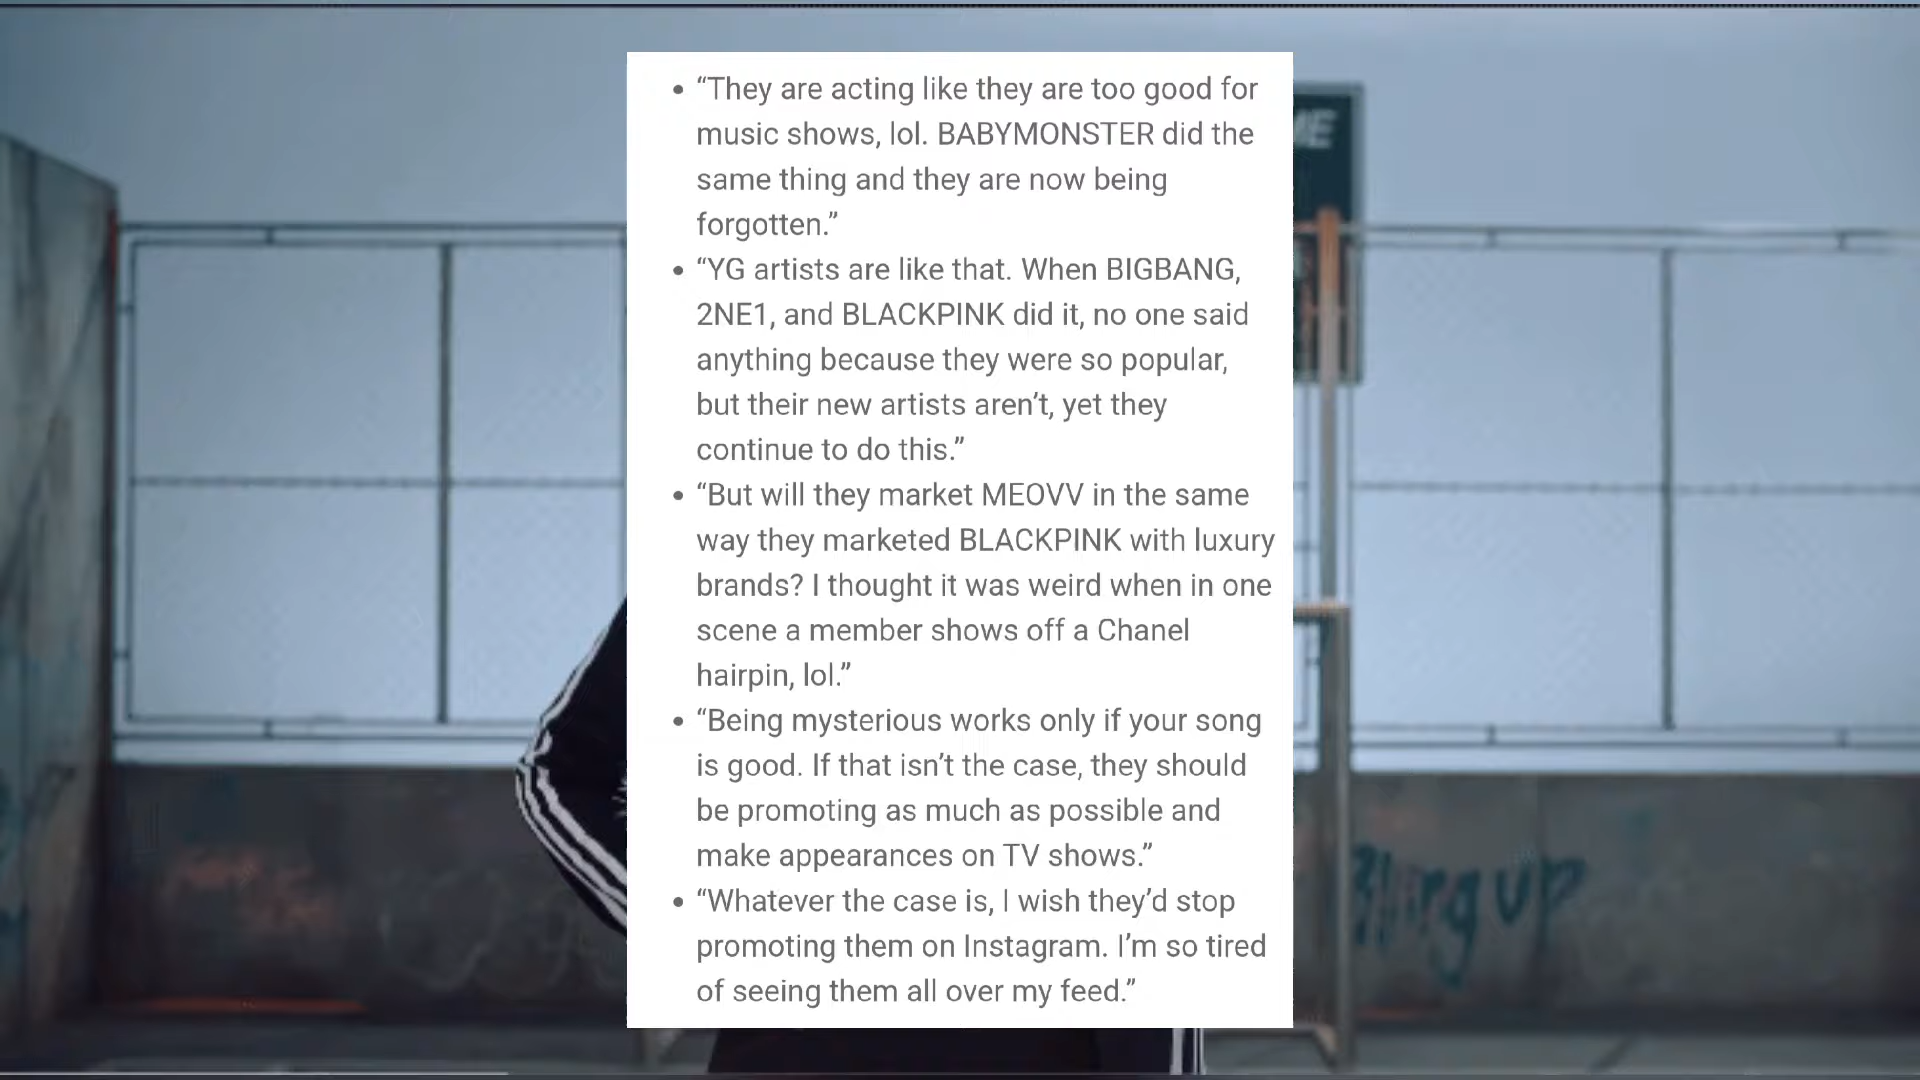 • “They are acting like they are too good for
music shows, lol. BABYMONSTER did the
same thing and they are now being
forgotten.”
• “YG artists are like that. When BIGBANG,
2NE1, and BLACKPINK did it, no one said
anything because they were so popular,
but their new artists aren’t, yet they
continue to do this.”
• “But will they market MEOVV in the same
way they marketed BLACKPINK with luxury
brands? I thought it was weird when in one
scene a member shows off a Chanel
hairpin, lol.”
• “Being mysterious works only if your song
is good. If that isn’t the case, they should
be promoting as much as possible and
make appearances on TV shows.”
• “Whatever the case is, I wish they’d stop
promoting them on Instagram. I’m so tired
of seeing them all over my feed.”
up